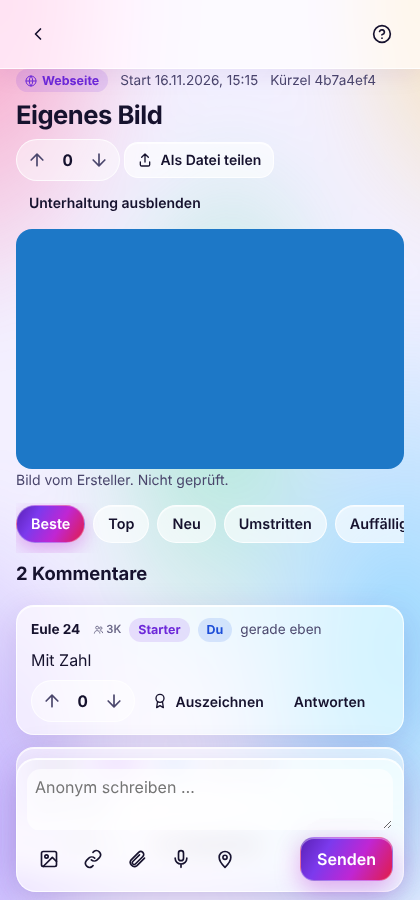 Webseite Start 16.11.2026, 15:15 Kürzel 4b7a4ef4
Eigenes Bild
0 Als Datei teilen
Unterhaltung ausblenden
Bild vom Ersteller. Nicht geprüft.
Beste Top Neu Umstritten
2 Kommentare
Eule 24 3K Starter Du gerade eben
Mit Zahl
0 Auszeichnen Antworten
Anonym schreiben ...
Senden